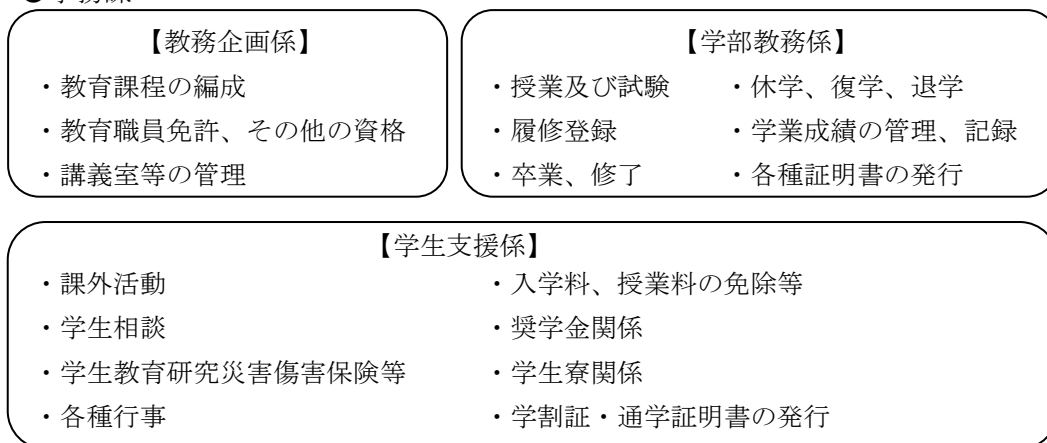 【教務企画係】
・教育課程の編成
・教育職員免許、その他の資格
・講義室等の管理
【学部教務係】
・授業及び試験 ・休学、復学、退学
・履修登録 ・学業成績の管理、記録
・卒業、修了 ・各種証明書の発行
【学生支援係】
・課外活動 ・入学料、授業料の免除等
・学生相談 ・奨学金関係
・学生教育研究災害傷害保険等 ・学生寮関係
・各種行事 ・学割証・通学証明書の発行